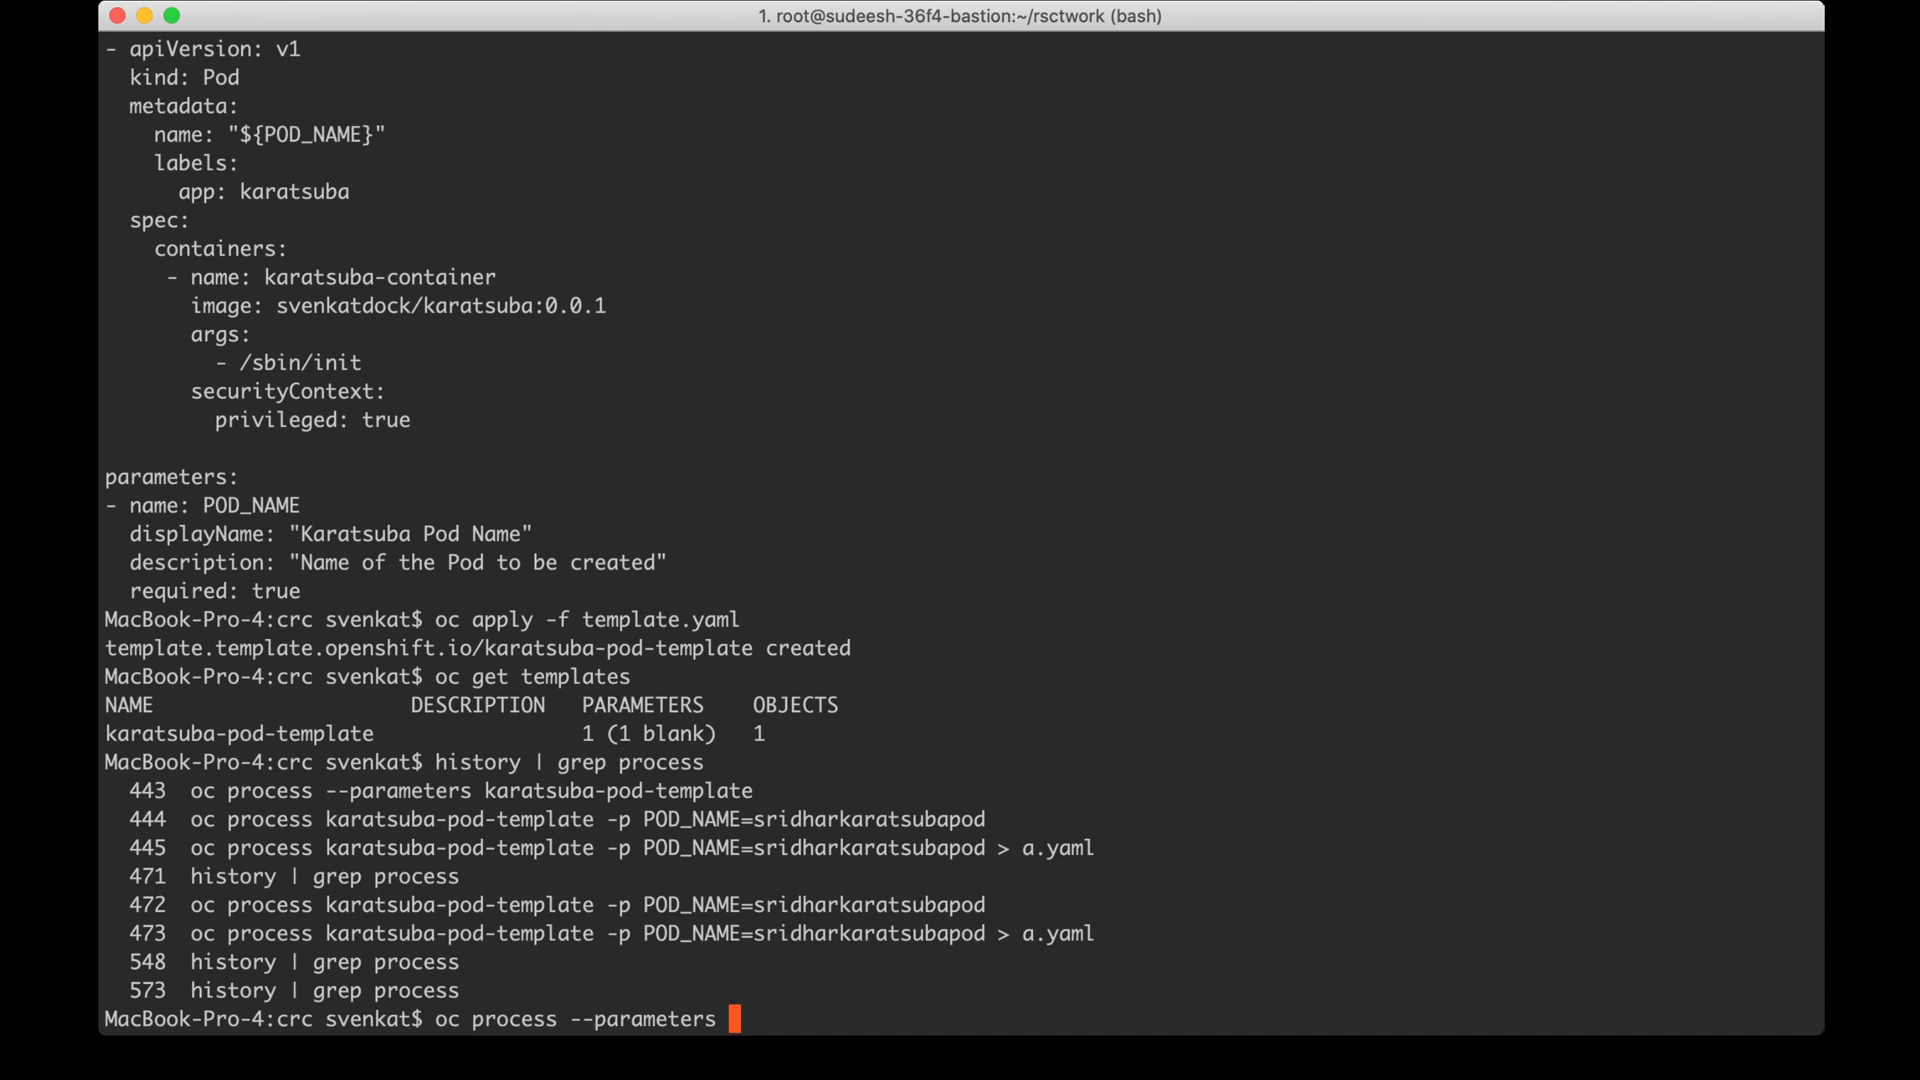 1. root@sudeesh-36f4-bastion:~/rsctwork (bash)
- apiVersion: v1
  kind: Pod
  metadata:
    name: "${POD_NAME}"
    labels:
      app: karatsuba
  spec:
    containers:
     - name: karatsuba-container
       image: svenkatdock/karatsuba:0.0.1
       args:
         - /sbin/init
       securityContext:
         privileged: true
parameters:
- name: POD_NAME
  displayName: "Karatsuba Pod Name"
  description: "Name of the Pod to be created"
  required: true
MacBook-Pro-4:crc svenkat$ oc apply -f template.yaml
template.template.openshift.io/karatsuba-pod-template created
MacBook-Pro-4:crc svenkat$ oc get templates
NAME                     DESCRIPTION   PARAMETERS    OBJECTS
karatsuba-pod-template                 1 (1 blank)   1
MacBook-Pro-4:crc svenkat$ history | grep process
  443  oc process --parameters karatsuba-pod-template
  444  oc process karatsuba-pod-template -p POD_NAME=sridharkaratsubapod
  445  oc process karatsuba-pod-template -p POD_NAME=sridharkaratsubapod > a.yaml
  471  history | grep process
  472  oc process karatsuba-pod-template -p POD_NAME=sridharkaratsubapod
  473  oc process karatsuba-pod-template -p POD_NAME=sridharkaratsubapod > a.yaml
  548  history | grep process
  573  history | grep process
MacBook-Pro-4:crc svenkat$ oc process --parameters